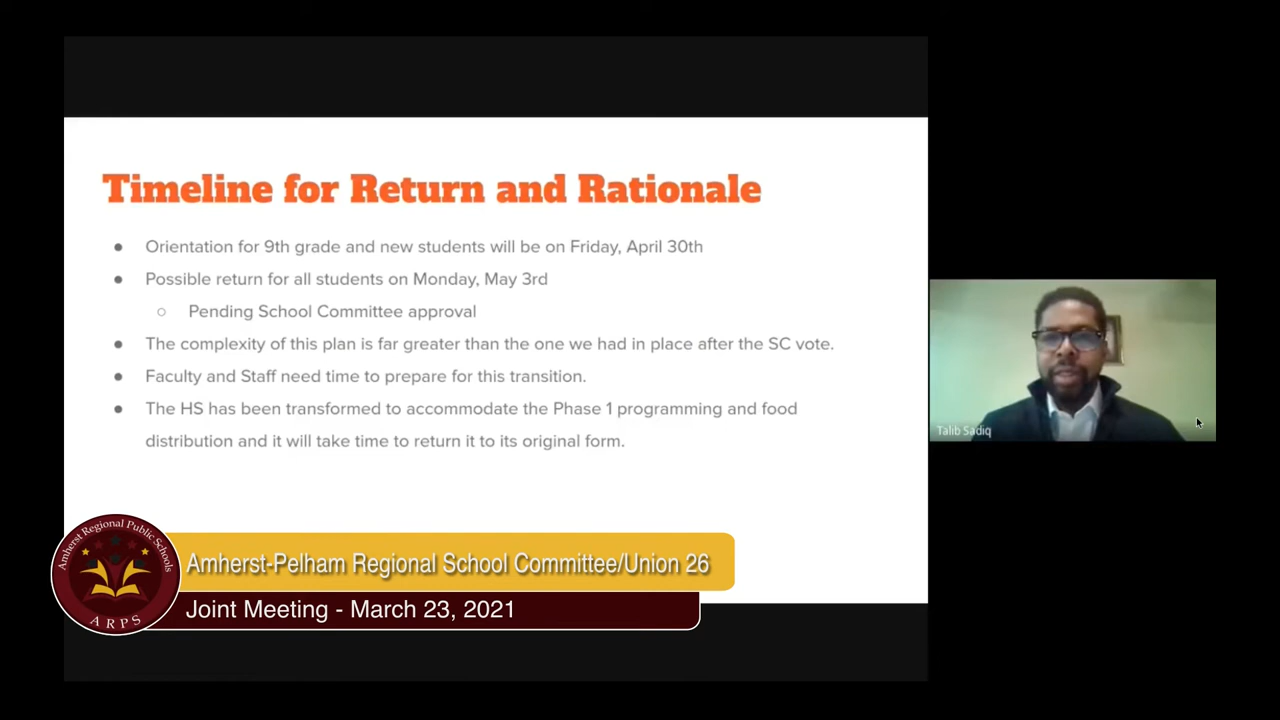 Timeline for Return and Rationale
● Orientation for 9th grade and new students will be on Friday, April 30th
● Possible return for all students on Monday, May 3rd
○ Pending School Committee approval
● The complexity of this plan is far greater than the one we had in place after the SC vote.
● Faculty and Staff need time to prepare for this transition.
● The HS has been transformed to accommodate the Phase 1 programming and food
distribution and it will take time to return it to its original form.
Talib Sadiq
Amherst Regional Public Schools
ARPS
Amherst-Pelham Regional School Committee/Union 26
Joint Meeting - March 23, 2021